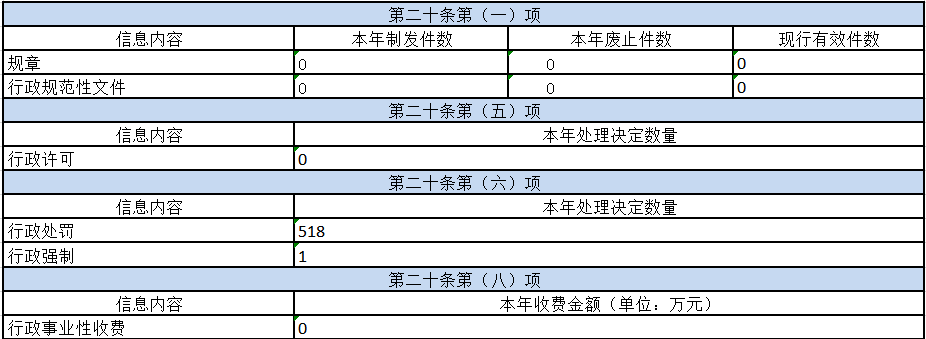 第二十条第（一）项
信息内容 本年制发件数 本年废止件数 现行有效件数
规章 0 0 0
行政规范性文件 0 0 0
第二十条第（五）项
信息内容 本年处理决定数量
行政许可 0
第二十条第（六）项
信息内容 本年处理决定数量
行政处罚 518
行政强制 1
第二十条第（八）项
信息内容 本年收费金额（单位：万元）
行政事业性收费 0